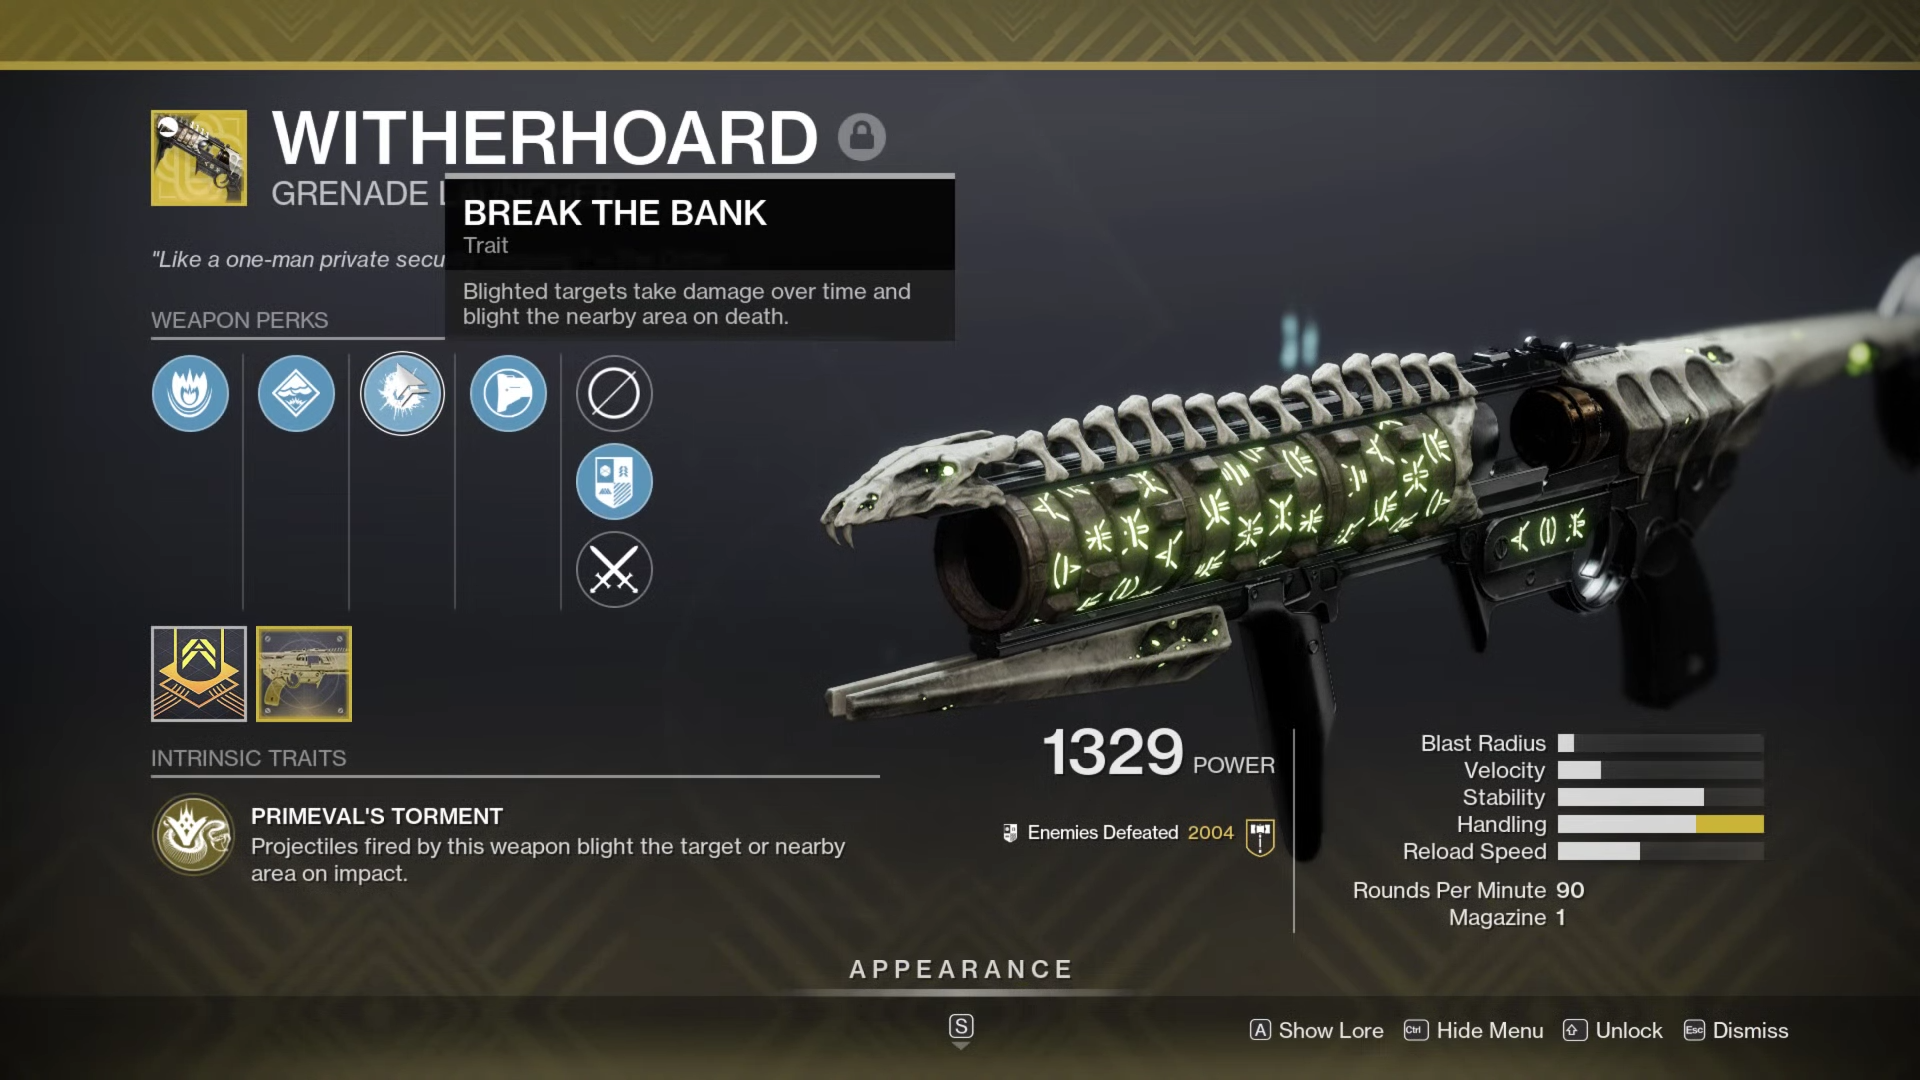 WITHERHOARD
GRENADE L
BREAK THE BANK
Trait
"Like a one-man private secu
Blighted targets take damage over time and
blight the nearby area on death.
WEAPON PERKS
INTRINSIC TRAITS
PRIMEVAL'S TORMENT
Projectiles fired by this weapon blight the target or nearby
area on impact.
1329 POWER
Enemies Defeated 2004
Blast Radius
Velocity
Stability
Handling
Reload Speed
Rounds Per Minute 90
Magazine 1
APPEARANCE
S
A Show Lore
Ctrl Hide Menu
Unlock
Esc Dismiss